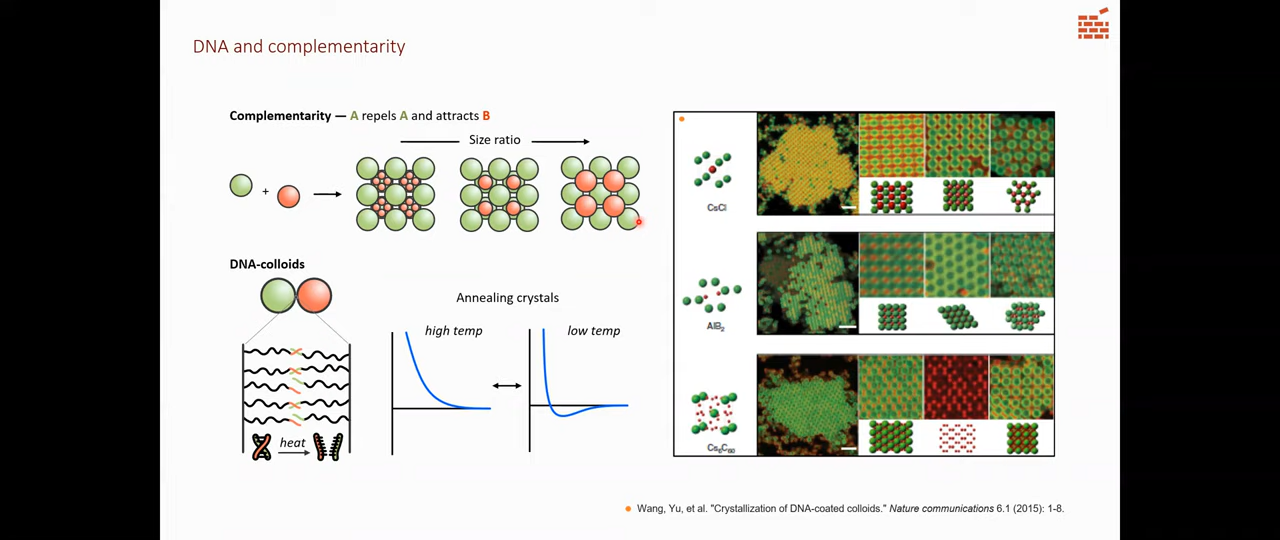 DNA and complementarity
Complementarity — A repels A and attracts B
Size ratio
+
DNA-colloids
Annealing crystals
high temp
low temp
heat
CsCl
AlB₂
Cs₆C₆₀
Wang, Yu, et al. "Crystallization of DNA-coated colloids." Nature communications 6.1 (2015): 1-8.